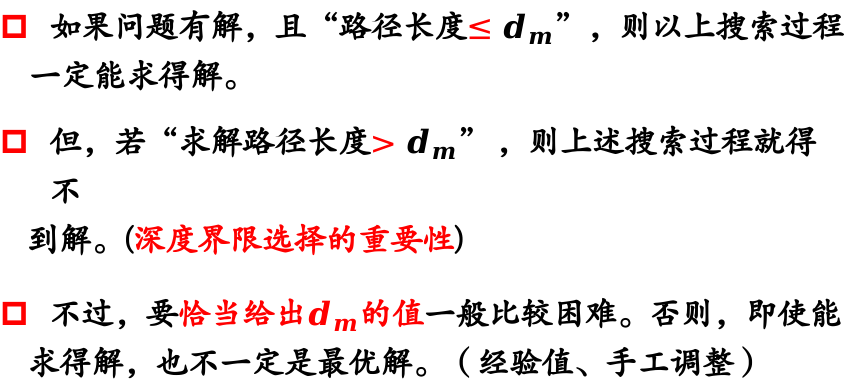 如果问题有解，且“路径长度≤ dm”，则以上搜索过程
一定能求得解。
但，若“求解路径长度> dm” ，则上述搜索过程就得
不
到解。(深度界限选择的重要性)
不过，要恰当给出dm的值一般比较困难。否则，即使能
求得解，也不一定是最优解。（经验值、手工调整）